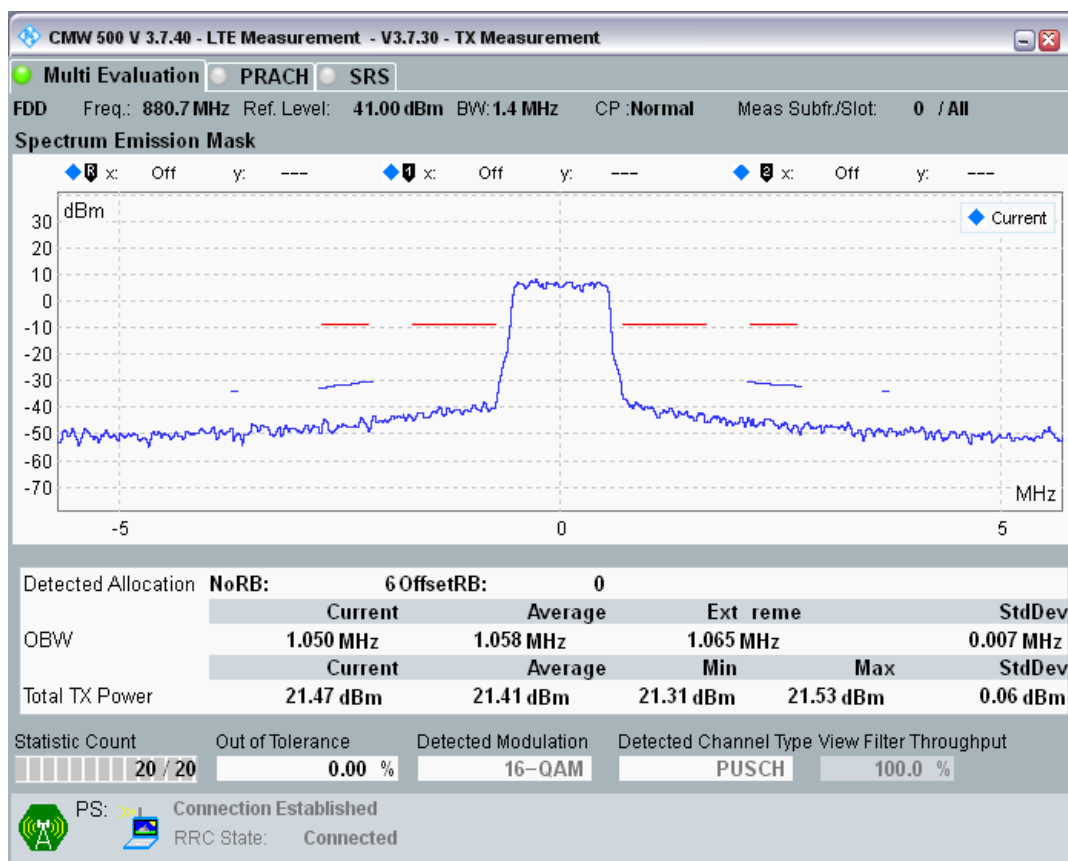 CMW 500 V 3.7.40 - LTE Measurement - V3.7.30 - TX Measurement
Multi Evaluation PRACH SRS
FDD Freq.: 880.7 MHz Ref. Level: 41.00 dBm BW: 1.4 MHz CP :Normal Meas Subfr./Slot: 0 / All
Spectrum Emission Mask
R x: Off y: --- 1 x: Off y: --- 2 x: Off y: ---
dBm
Current
30
20
10
0
-10
-20
-30
-40
-50
-60
-70
MHz
-5 0 5
Detected Allocation NoRB: 6 OffsetRB: 0
Current Average Ext reme StdDev
OBW 1.050 MHz 1.058 MHz 1.065 MHz 0.007 MHz
Current Average Min Max StdDev
Total TX Power 21.47 dBm 21.41 dBm 21.31 dBm 21.53 dBm 0.06 dBm
Statistic Count Out of Tolerance Detected Modulation Detected Channel Type View Filter Throughput
20 / 20 0.00 % 16-QAM PUSCH 100.0 %
PS: Connection Established
RRC State: Connected